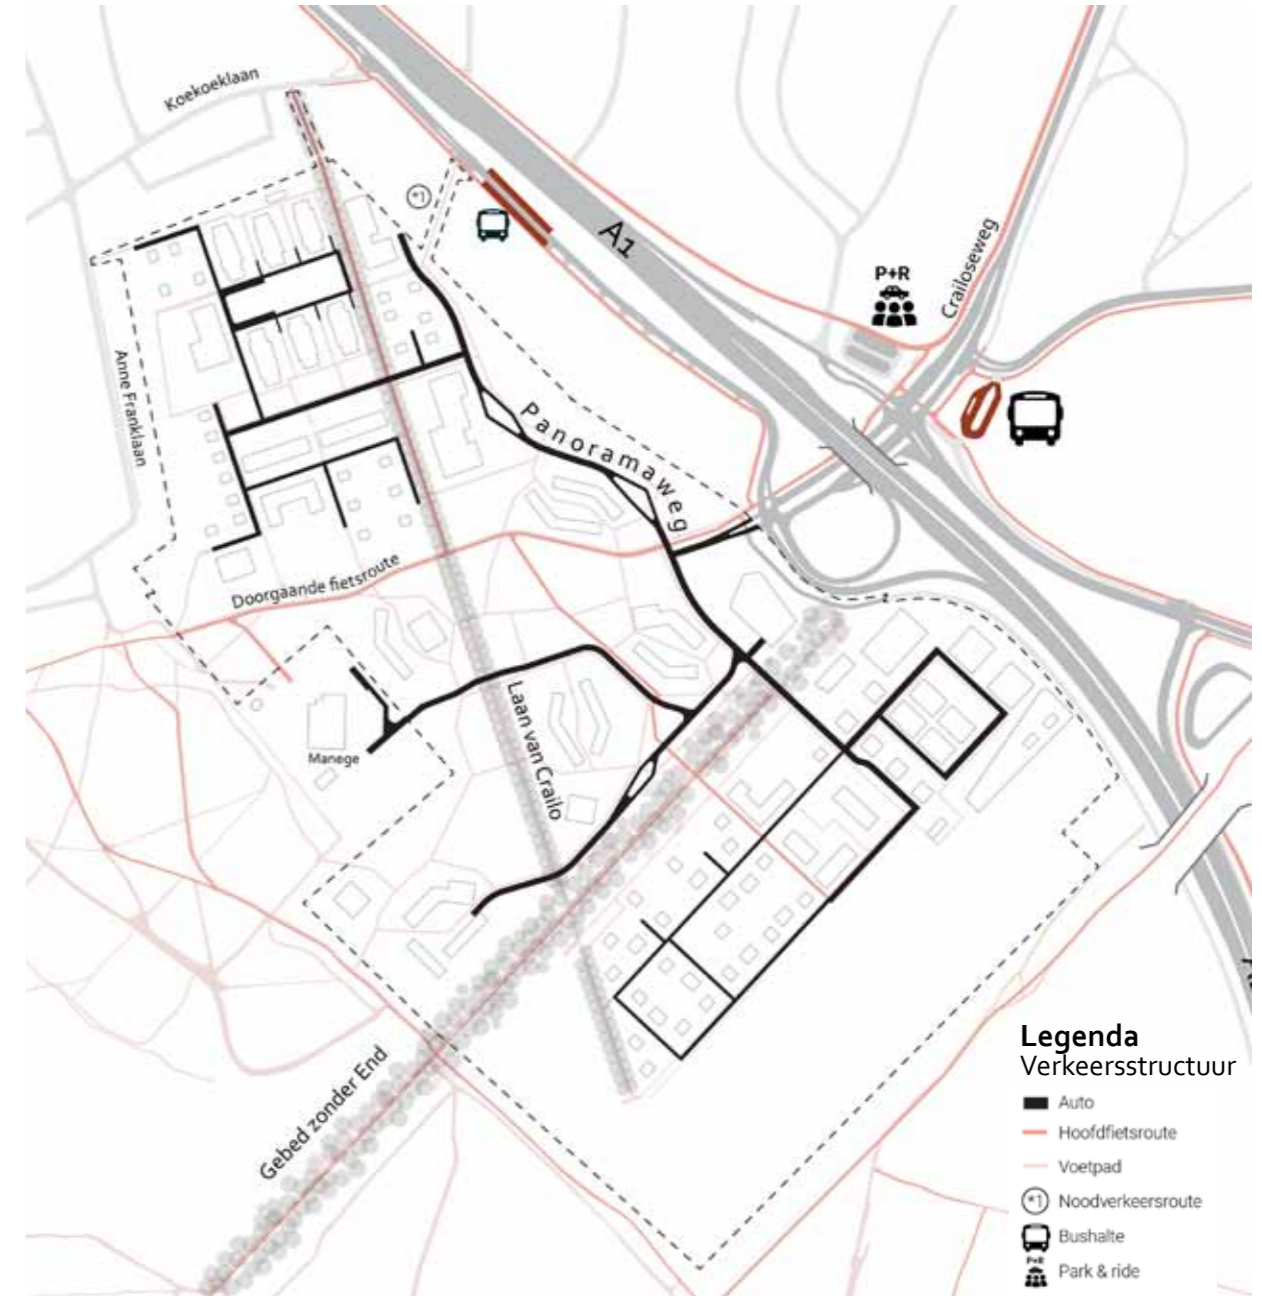 Koekoeklaan
*1
A1
P+R
Crailoseweg
Anne Franklaan
Panoramaweg
Doorgaande fietsroute
Laan van Crailo
Manege
Gebed zonder End
Legenda
Verkeersstructuur
Auto
Hoofdfietsroute
Voetpad
*1 Noodverkeersroute
Bushalte
P+R
Park & ride